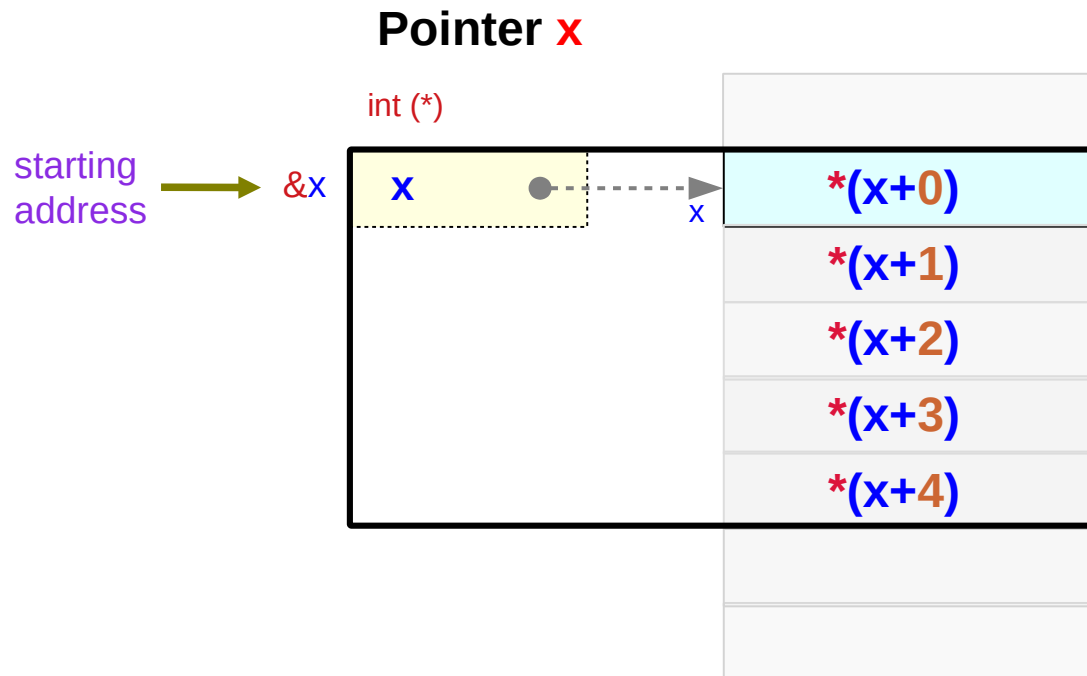 Pointer x
int (*)
starting
address
&x
x
x
*(x+0)
*(x+1)
*(x+2)
*(x+3)
*(x+4)